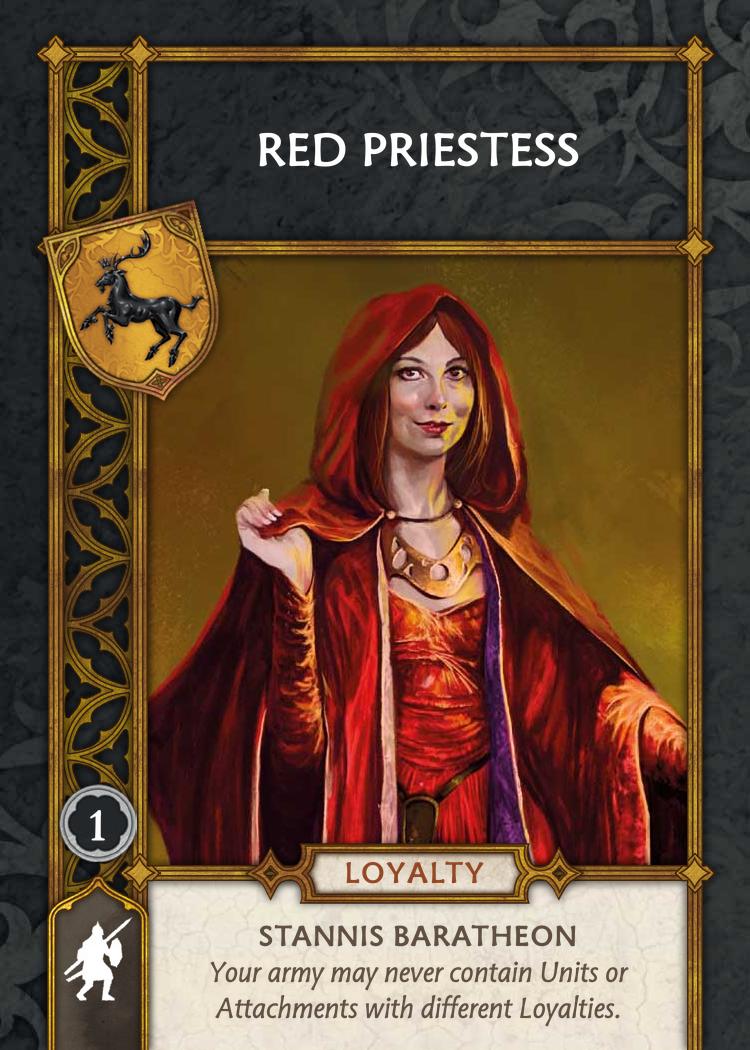 RED PRIESTESS
1
LOYALTY
STANNIS BARATHEON
Your army may never contain Units or
Attachments with different Loyalties.